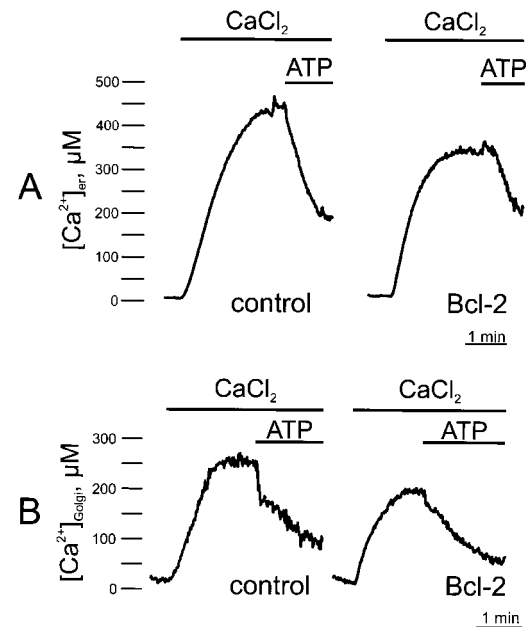 CaCl₂ CaCl₂
ATP ATP
A
[Ca²⁺]er, µM
500
400
300
200
100
0
control Bcl-2
1 min
CaCl₂ CaCl₂
ATP ATP
B
[Ca²⁺]Golgi, µM
300
200
100
0
control Bcl-2
1 min